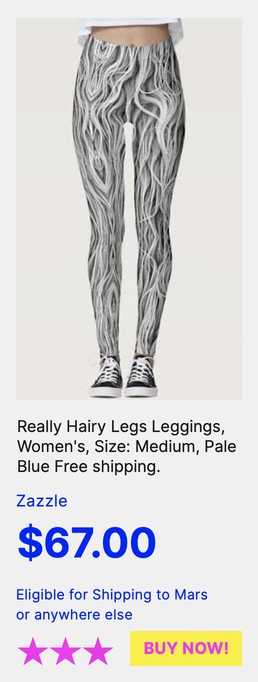 Really Hairy Legs Leggings,
Women's, Size: Medium, Pale
Blue Free shipping.
Zazzle
$67.00
Eligible for Shipping to Mars
or anywhere else
BUY NOW!